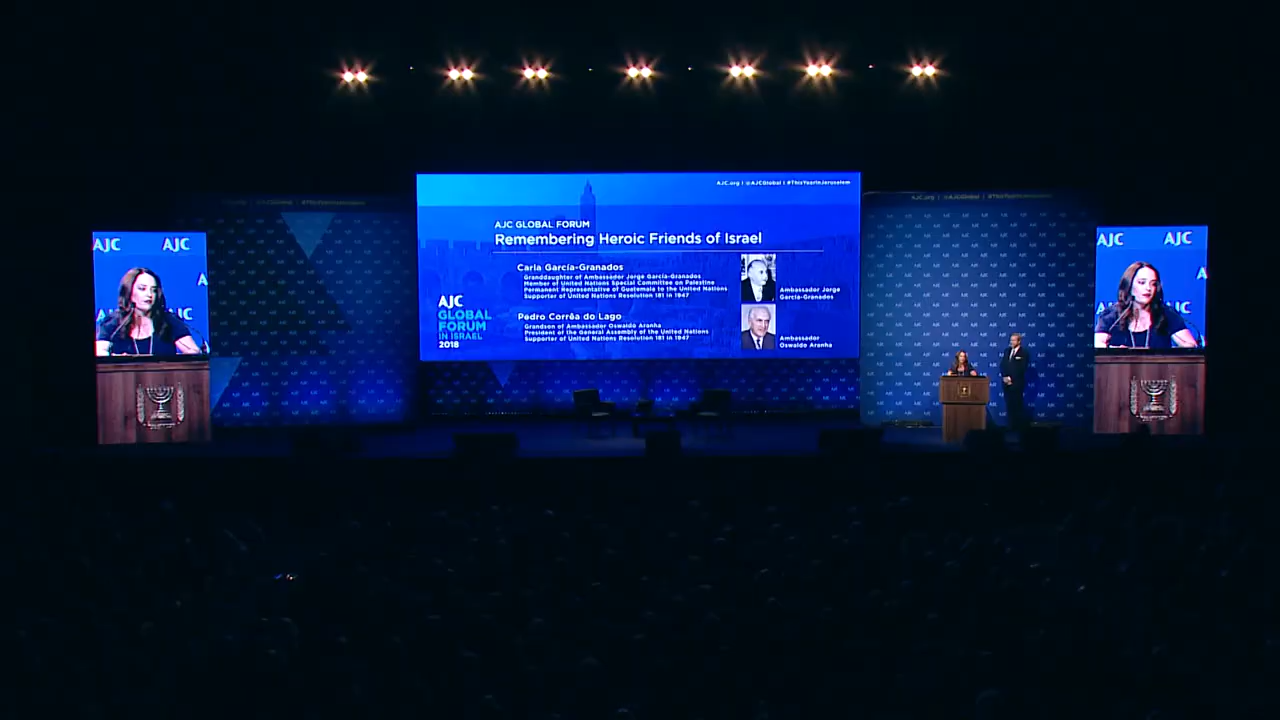 AJC.org | @AJCGlobal | #ThisYearInJerusalem
AJC GLOBAL FORUM
Remembering Heroic Friends of Israel
Carla García-Granados
Granddaughter of Ambassador Jorge García-Granados
Member of United Nations Special Committee on Palestine
Permanent Representative of Guatemala to the United Nations
Supporter of United Nations Resolution 181 in 1947
Ambassador Jorge
García-Granados
Pedro Corrêa do Lago
Grandson of Ambassador Oswaldo Aranha
President of the General Assembly of the United Nations
Supporter of United Nations Resolution 181 in 1947
Ambassador
Oswaldo Aranha
AJC
GLOBAL
FORUM
IN ISRAEL
2018
AJC AJC
AJC AJC